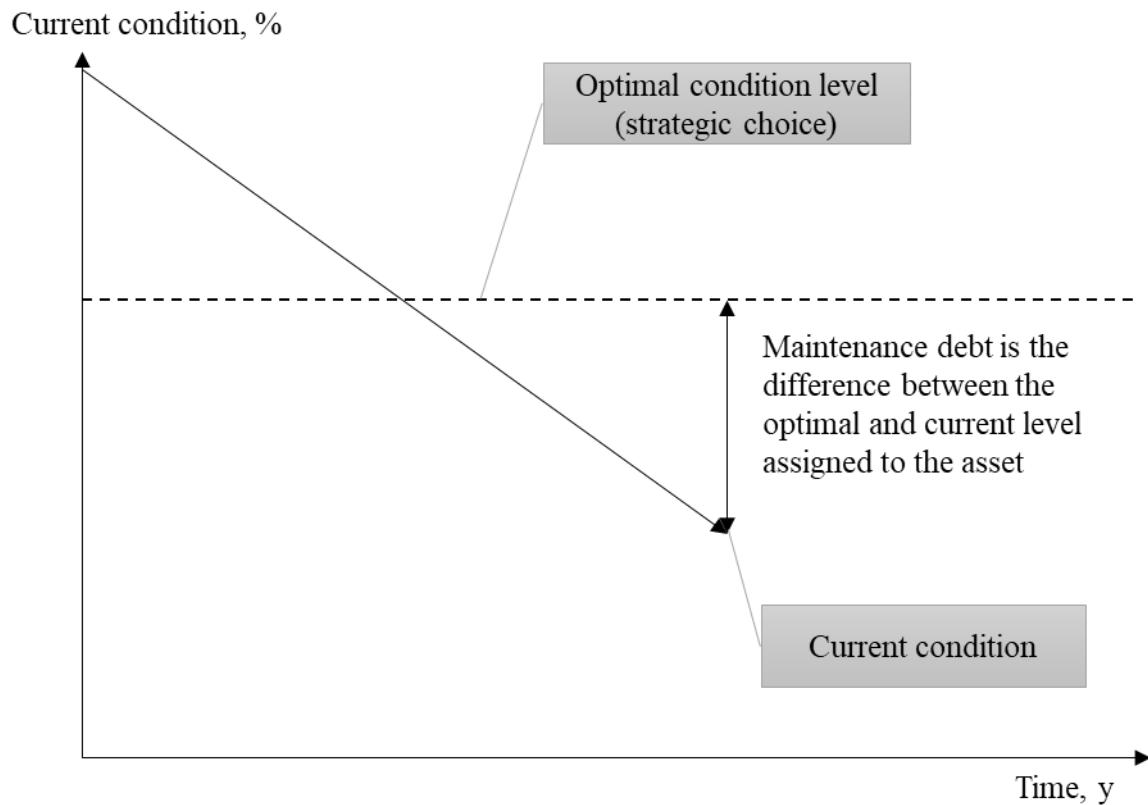 Current condition, %
Optimal condition level
(strategic choice)
Maintenance debt is the
difference between the
optimal and current level
assigned to the asset
Current condition
Time, y